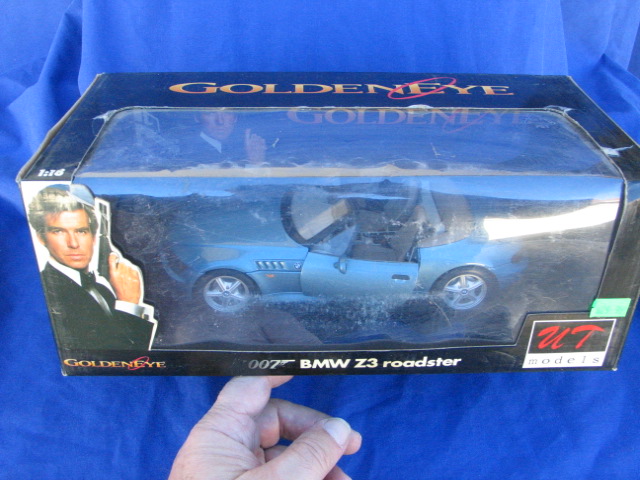 GOLDENEYE
GOLDENEYE
1:18
GOLDENEYE
007 BMW Z3 roadster
UT
models